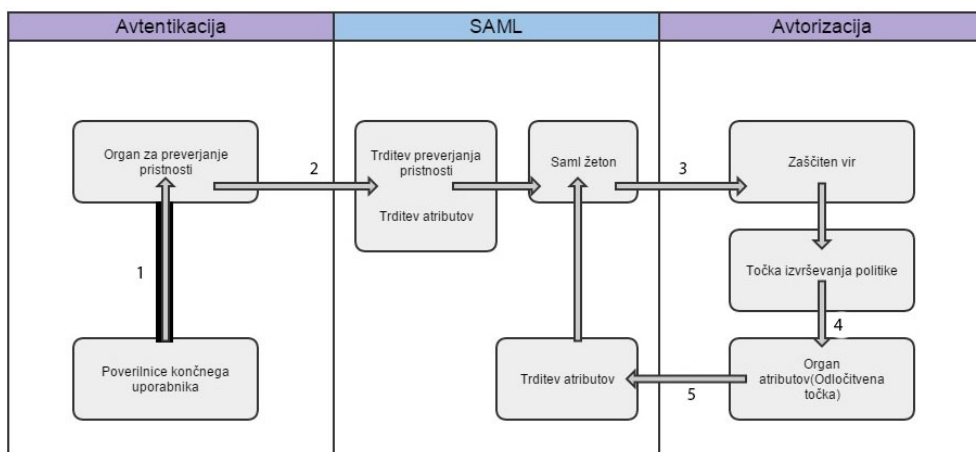 Avtentikacija
SAML
Avtorizacija
Organ za preverjanje
pristnosti
2
Trditev preverjanja
pristnosti
Trditev atributov
Saml žeton
3
Zaščiten vir
1
Točka izvrševanja politike
4
Poverilnice končnega
uporabnika
Trditev atributov
5
Organ
atributov(Odločitvena
točka)